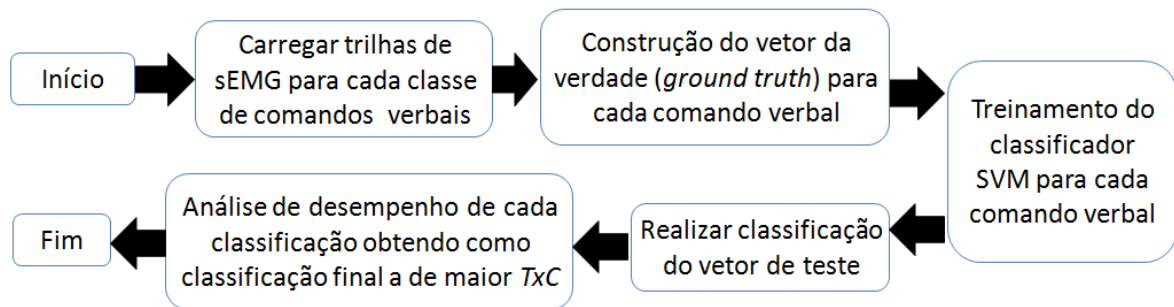 Início
Carregar trilhas de
sEMG para cada classe
de comandos verbais
Construção do vetor da
verdade (ground truth) para
cada comando verbal
Treinamento do
classificador
SVM para cada
comando verbal
Realizar classificação
do vetor de teste
Análise de desempenho de cada
classificação obtendo como
classificação final a de maior TxC
Fim